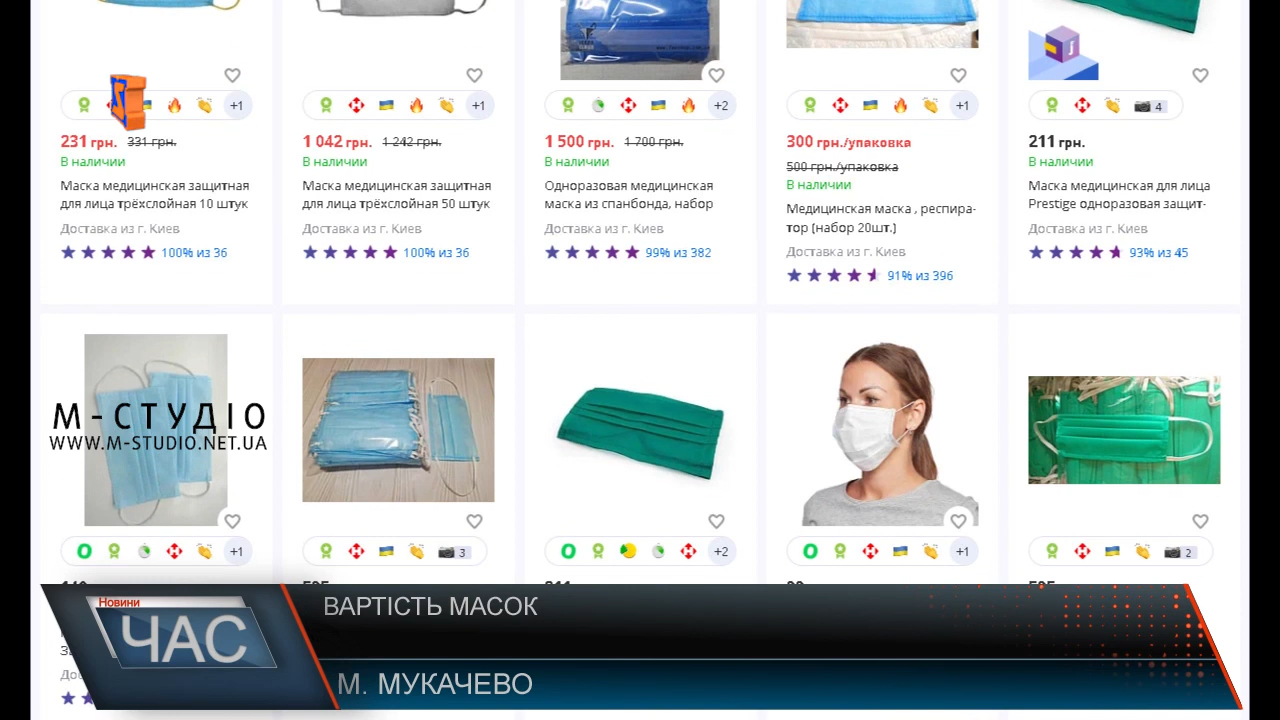 +1
+1
+2
+1
4
231 грн. 331 грн.
В наличии
Маска медицинская защитная
для лица трёхслойная 10 штук
Доставка из г. Киев
100% из 36
1 042 грн. 1 242 грн.
В наличии
Маска медицинская защитная
для лица трёхслойная 50 штук
Доставка из г. Киев
100% из 36
1 500 грн. 1 700 грн.
В наличии
Одноразовая медицинская
маска из спанбонда, набор
Доставка из г. Киев
99% из 382
300 грн./упаковка
500 грн./упаковка
В наличии
Медицинская маска , респира-
тор (набор 20шт.)
Доставка из г. Киев
91% из 396
211 грн.
В наличии
Маска медицинская для лица
Prestige одноразовая защит-
Доставка из г. Киев
93% из 45
М-СТУДІО
WWW.M-STUDIO.NET.UA
+1
3
+2
+1
2
Новини
ЧАС
ВАРТІСТЬ МАСОК
М. МУКАЧЕВО